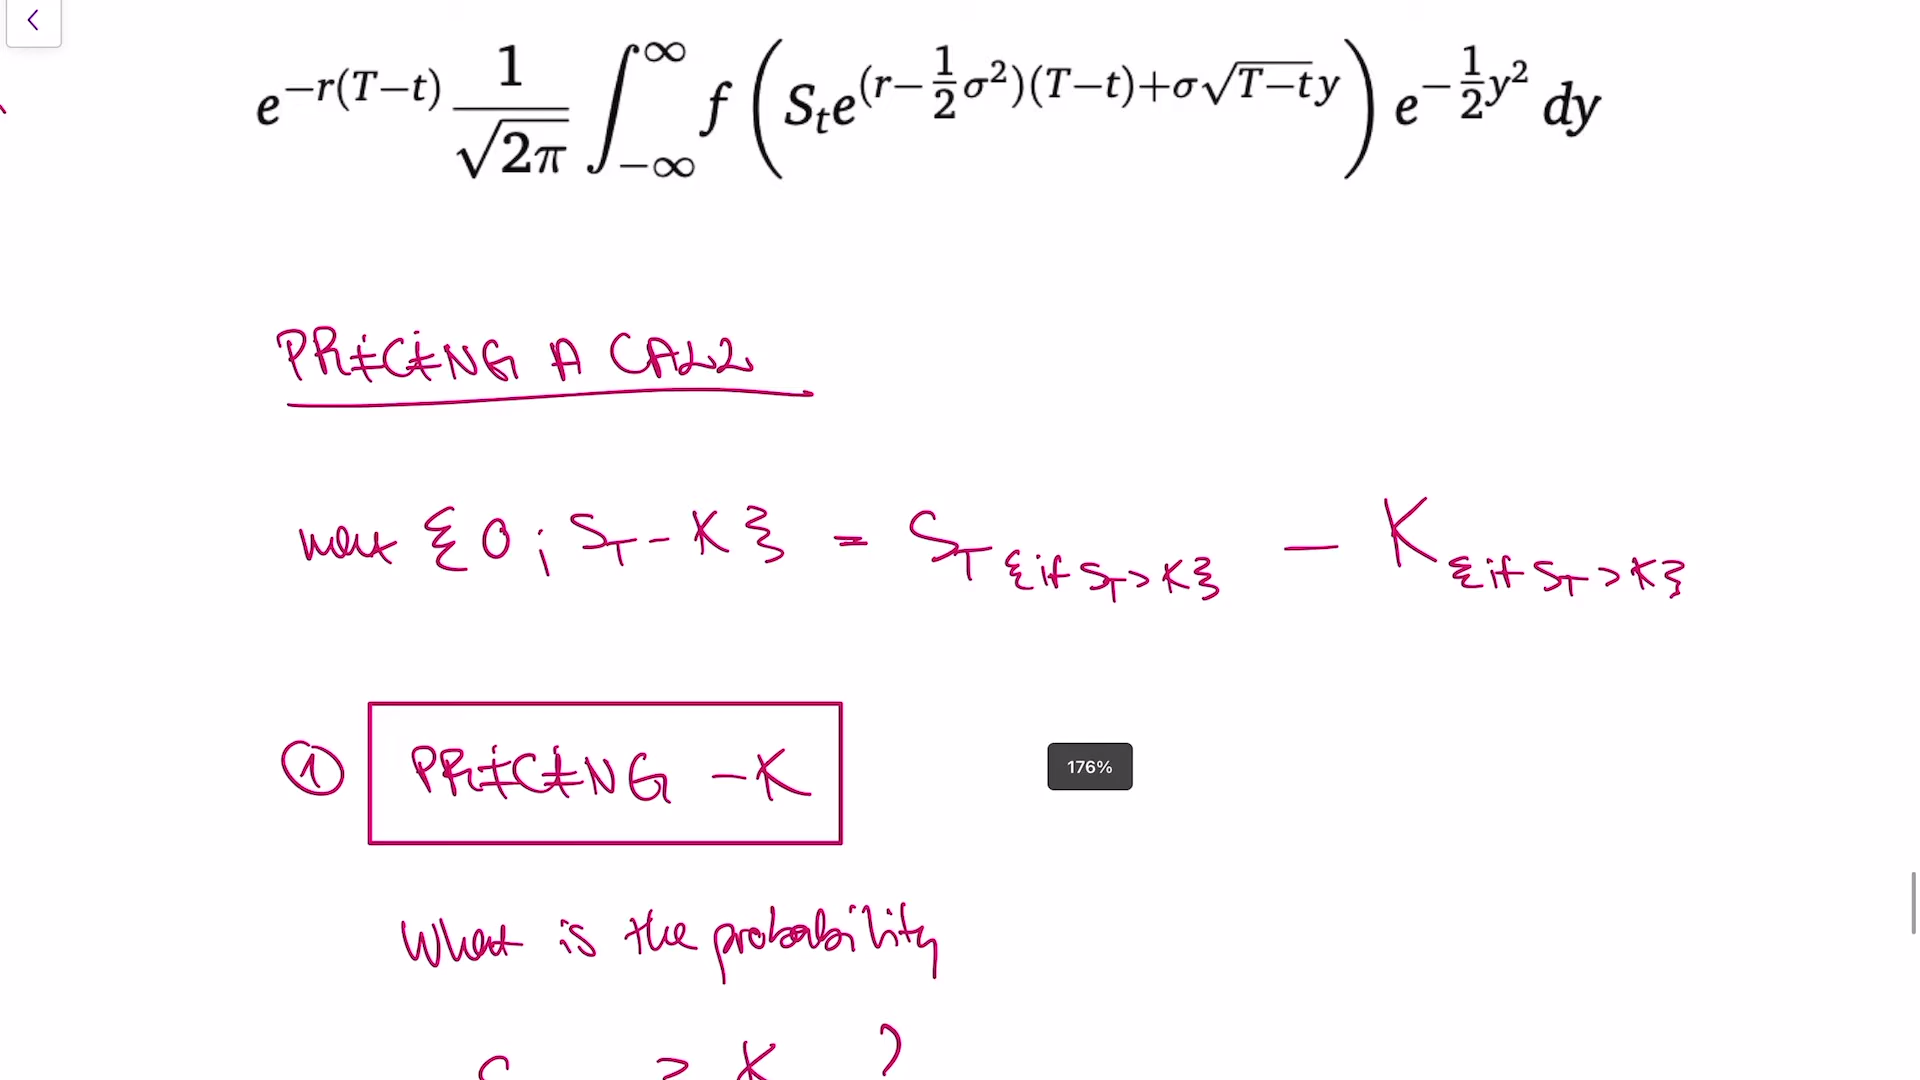 e^{-r(T-t)} \frac{1}{\sqrt{2\pi}} \int_{-\infty}^{\infty} f\left(S_t e^{(r-\frac{1}{2}\sigma^2)(T-t)+\sigma\sqrt{T-t}y}\right) e^{-\frac{1}{2}y^2} dy
PRICING A CALL
max {0; S_T - K} = S_T {if S_T > K} - K {if S_T > K}
① PRICING -K
176%
What is the probability
S > K ?